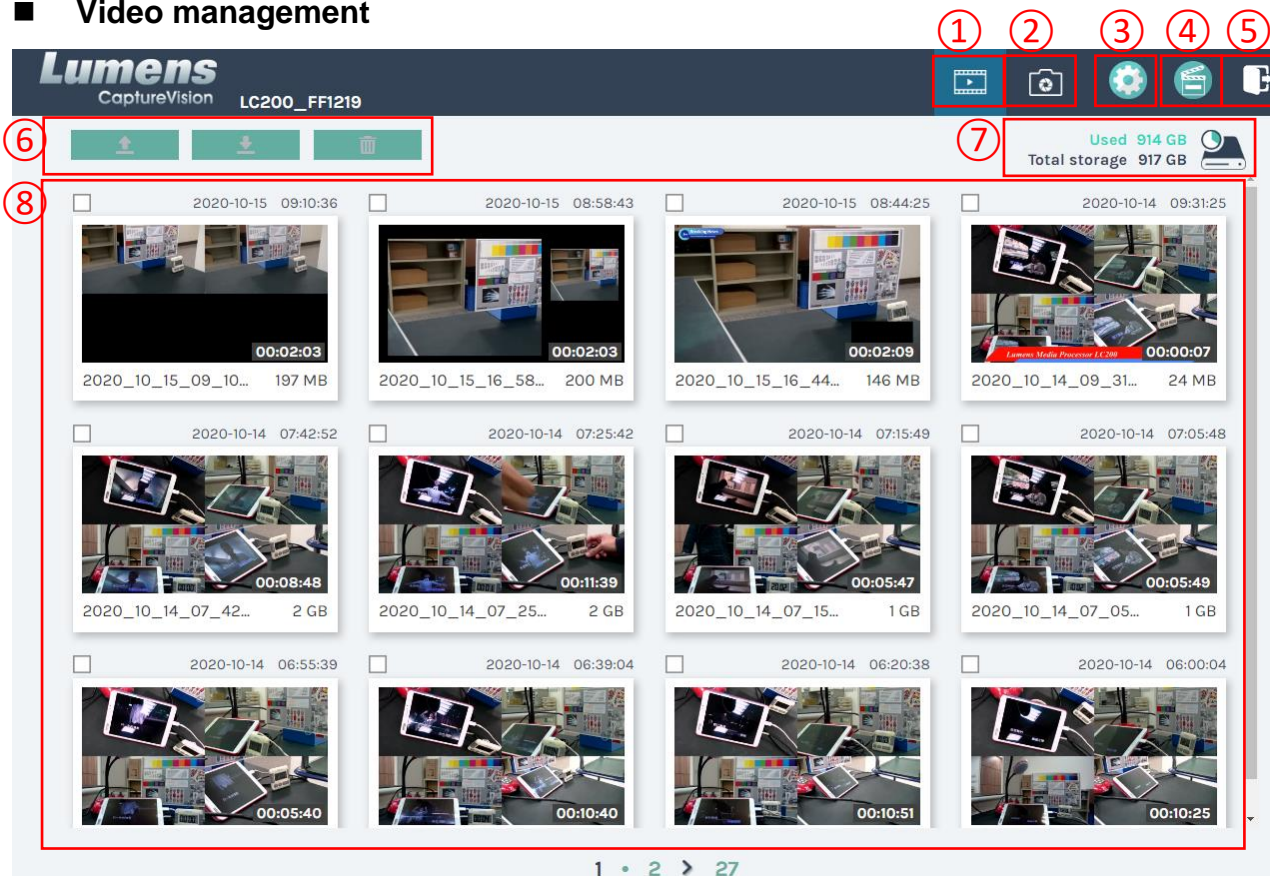 ■ Video management
① ② ③ ④ ⑤
Lumens
CaptureVision LC200_FF1219
⑥ ⑦ Used 914 GB
Total storage 917 GB
⑧
2020-10-15 09:10:36 2020-10-15 08:58:43 2020-10-15 08:44:25 2020-10-14 09:31:25
Breaking News
Lumens Media Processor LC200
00:02:03 00:02:03 00:02:09 00:00:07
2020_10_15_09_10... 197 MB 2020_10_15_16_58... 200 MB 2020_10_15_16_44... 146 MB 2020_10_14_09_31... 24 MB
2020-10-14 07:42:52 2020-10-14 07:25:42 2020-10-14 07:15:49 2020-10-14 07:05:48
00:08:48 00:11:39 00:05:47 00:05:49
2020_10_14_07_42... 2 GB 2020_10_14_07_25... 2 GB 2020_10_14_07_15... 1 GB 2020_10_14_07_05... 1 GB
2020-10-14 06:55:39 2020-10-14 06:39:04 2020-10-14 06:20:38 2020-10-14 06:00:04
00:05:40 00:10:40 00:10:51 00:10:25
1 • 2 > 27